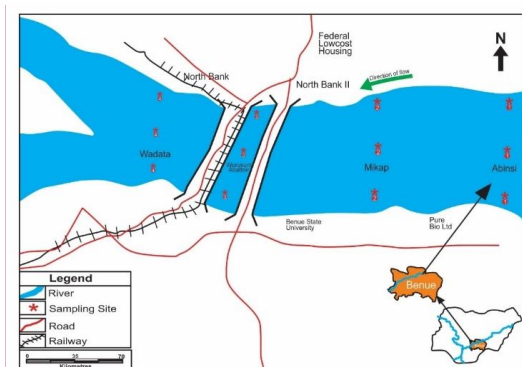 Federal
Lowcost
Housing
N
North Bank
North Bank II
Direction of flow
Wadata
Mikap
Abinsi
Benue State
University
Pure
Bio Ltd
Benue
Legend
River
Sampling Site
Road
Railway
0 35 70
Kilometres